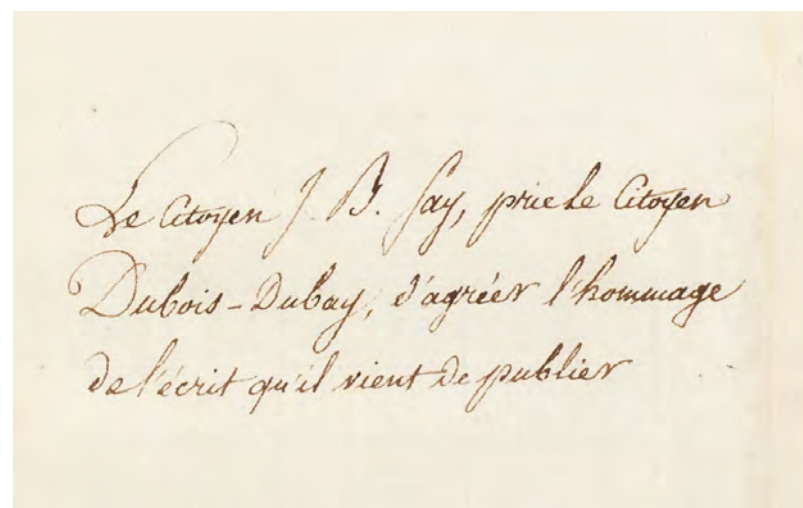 Le Citoyen J. B. Say, prie le Citoyen
Dubois-Dubay, d'agréer l'hommage
de l'écrit qu'il vient de publier